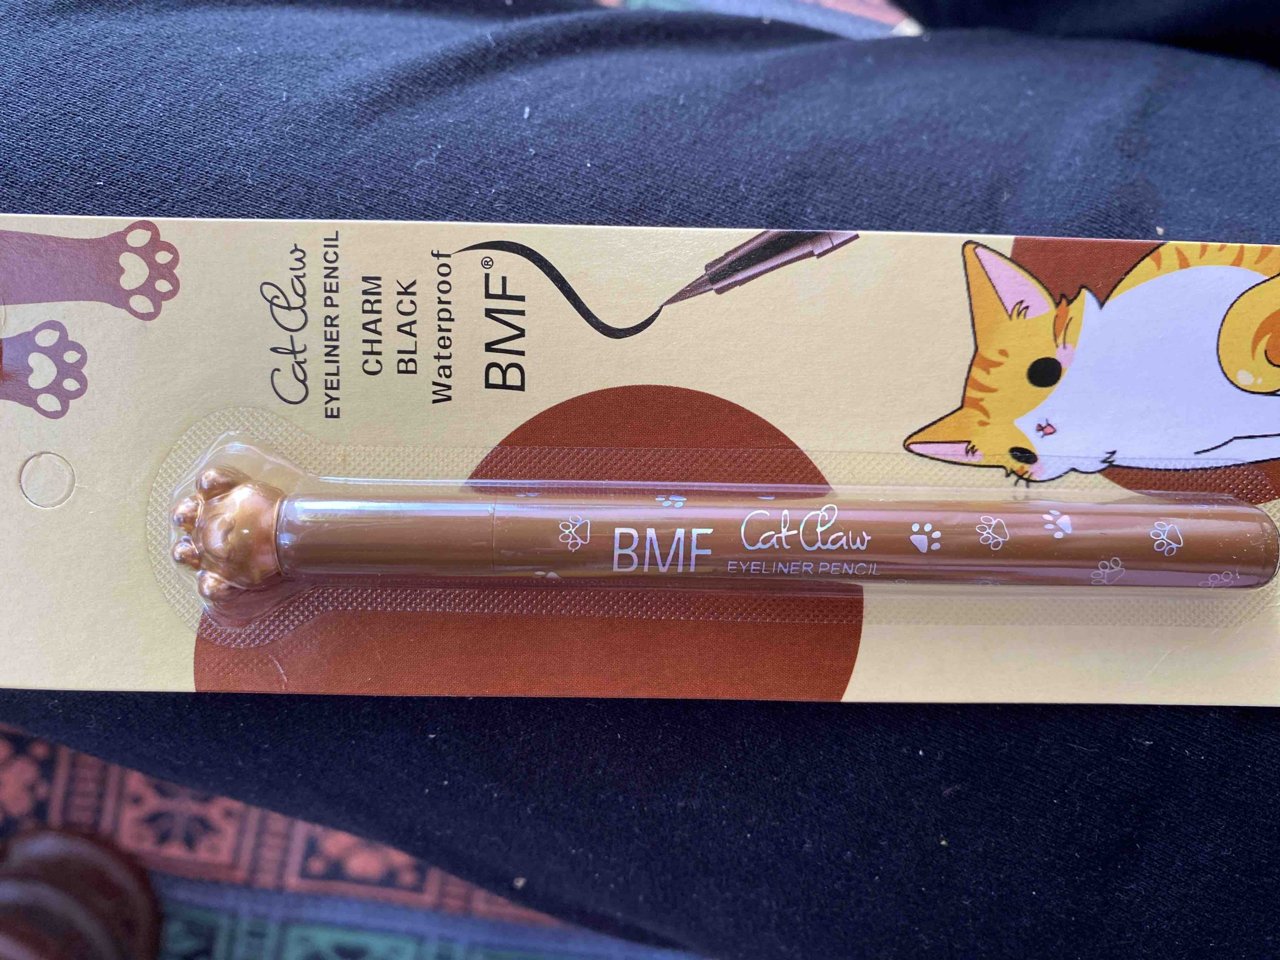 Cat Claw
EYELINER PENCIL
CHARM
BLACK
Waterproof
BMF®
BMF Cat Claw
EYELINER PENCIL